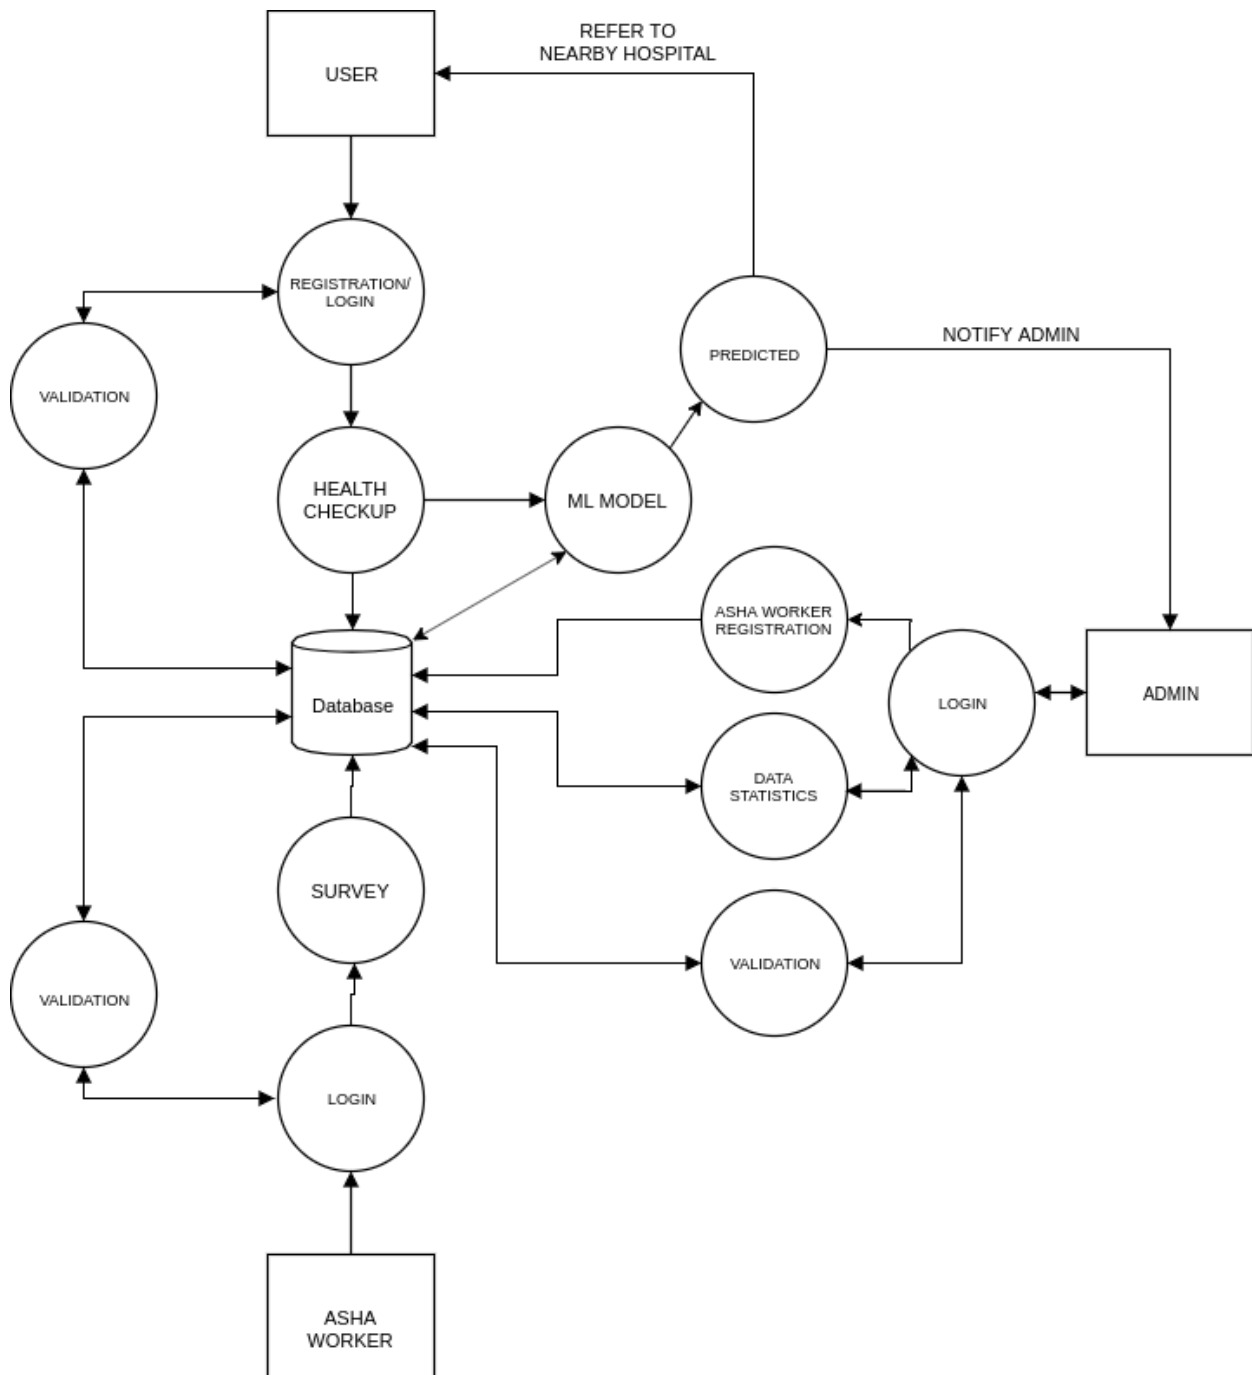 REFER TO
NEARBY HOSPITAL
USER
REGISTRATION/
LOGIN
NOTIFY ADMIN
PREDICTED
VALIDATION
HEALTH
CHECKUP
ML MODEL
ASHA WORKER
REGISTRATION
Database
LOGIN
ADMIN
DATA
STATISTICS
SURVEY
VALIDATION
VALIDATION
LOGIN
ASHA
WORKER